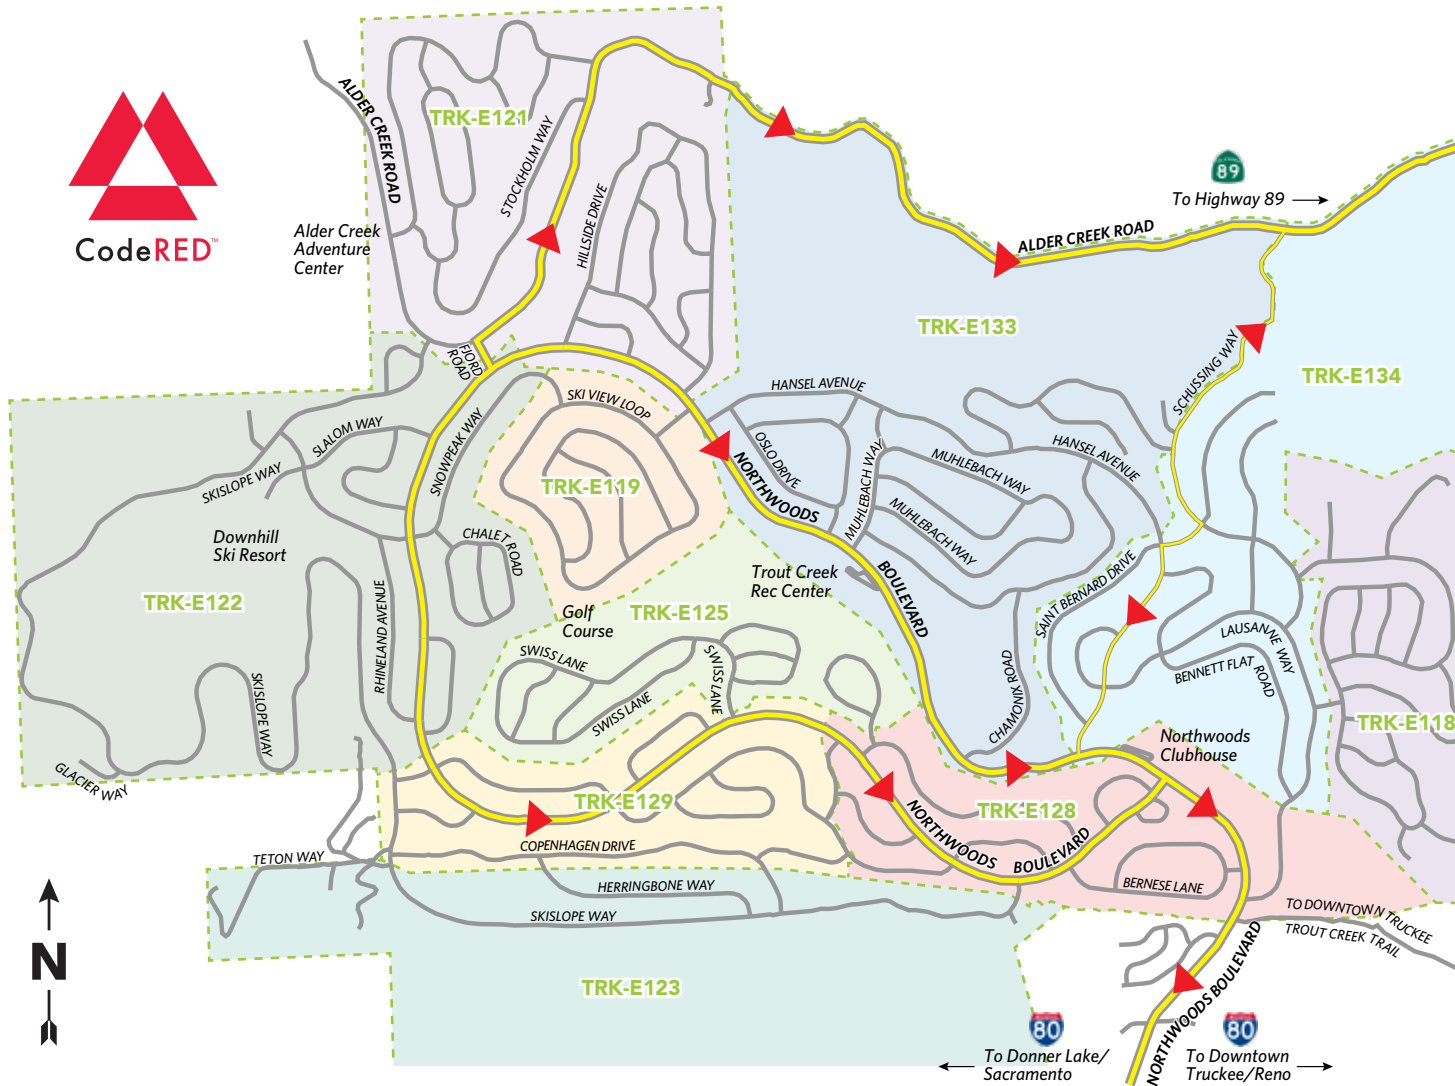 CodeRED™
ALDER CREEK ROAD
TRK-E121
STOCKHOLM WAY
HILLSIDE DRIVE
Alder Creek
Adventure
Center
89
To Highway 89
ALDER CREEK ROAD
TRK-E133
FJORD
ROAD
SCHUSSING WAY
TRK-E134
HANSEL AVENUE
SKI VIEW LOOP
SLALOM WAY
SNOWPEAK WAY
OSLO DRIVE
NORTHWOODS
MUHLEBACH WAY
MUHLEBACH WAY
HANSEL AVENUE
SKISLOPE WAY
TRK-E119
MUHLEBACH WAY
Downhill
Ski Resort
CHALET ROAD
BOULEVARD
Trout Creek
Rec Center
SAINT BERNARD DRIVE
TRK-E122
RHINELAND AVENUE
Golf
Course
TRK-E125
LAUSANNE WAY
SWISS LANE
SWISS LANE
BENNETT FLAT
ROAD
SKISLOPE WAY
SWISS LANE
CHAMONIX ROAD
TRK-E118
Northwoods
Clubhouse
GLACIER WAY
TRK-E129
NORTHWOODS
BOULEVARD
TRK-E128
TETON WAY
COPENHAGEN DRIVE
HERRINGBONE WAY
BERNESE LANE
SKISLOPE WAY
TO DOWNTOWN TRUCKEE
TROUT CREEK TRAIL
N
TRK-E123
NORTHWOODS BOULEVARD
80
To Donner Lake/
Sacramento
80
To Downtown
Truckee/Reno